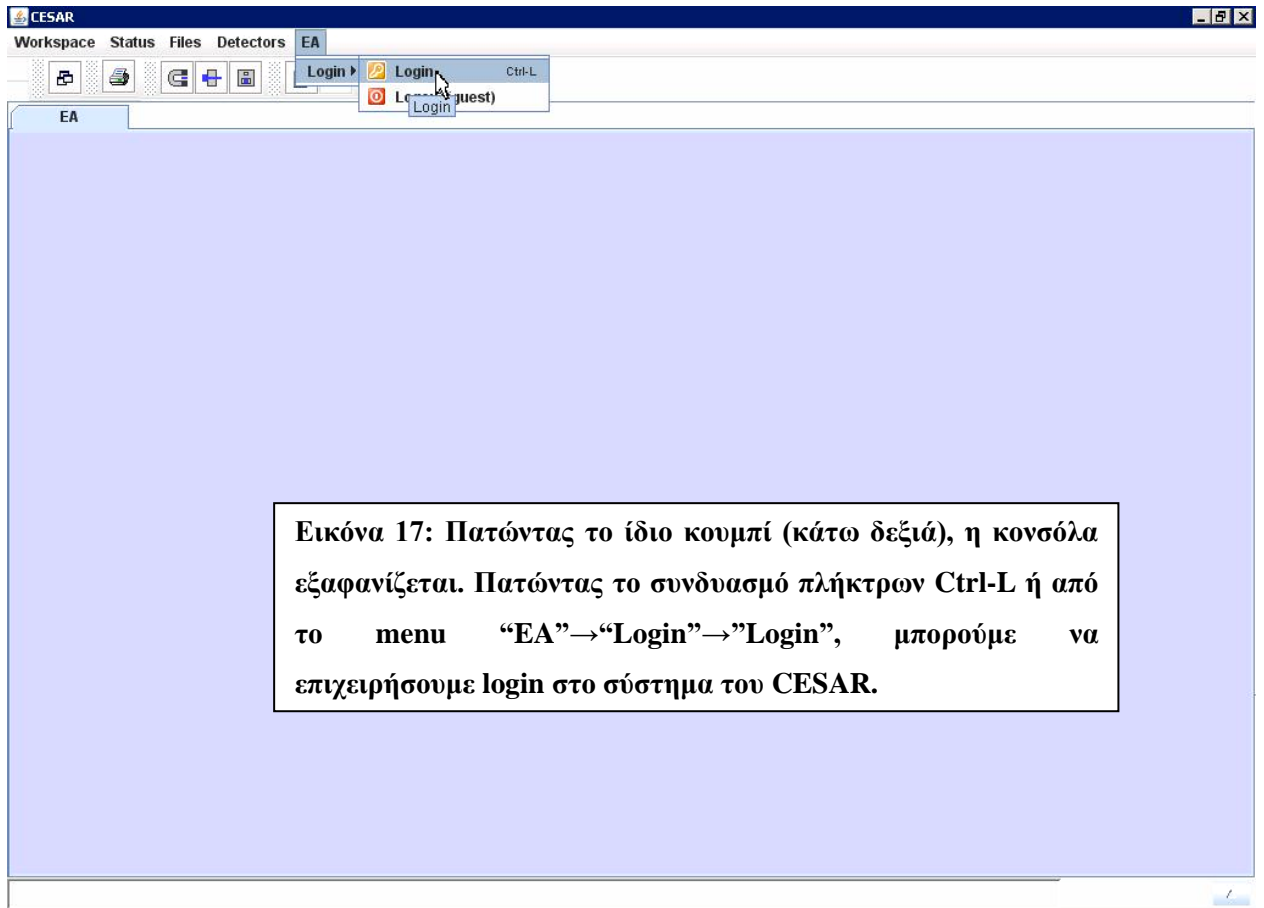 CESAR
Workspace Status Files Detectors EA
Login Login Ctrl-L
guest)
Login
EA
Εικόνα 17: Πατώντας το ίδιο κουμπί (κάτω δεξιά), η κονσόλα
εξαφανίζεται. Πατώντας το συνδυασμό πλήκτρων Ctrl-L ή από
το menu “EA”→“Login”→”Login”, μπορούμε να
επιχειρήσουμε login στο σύστημα του CESAR.